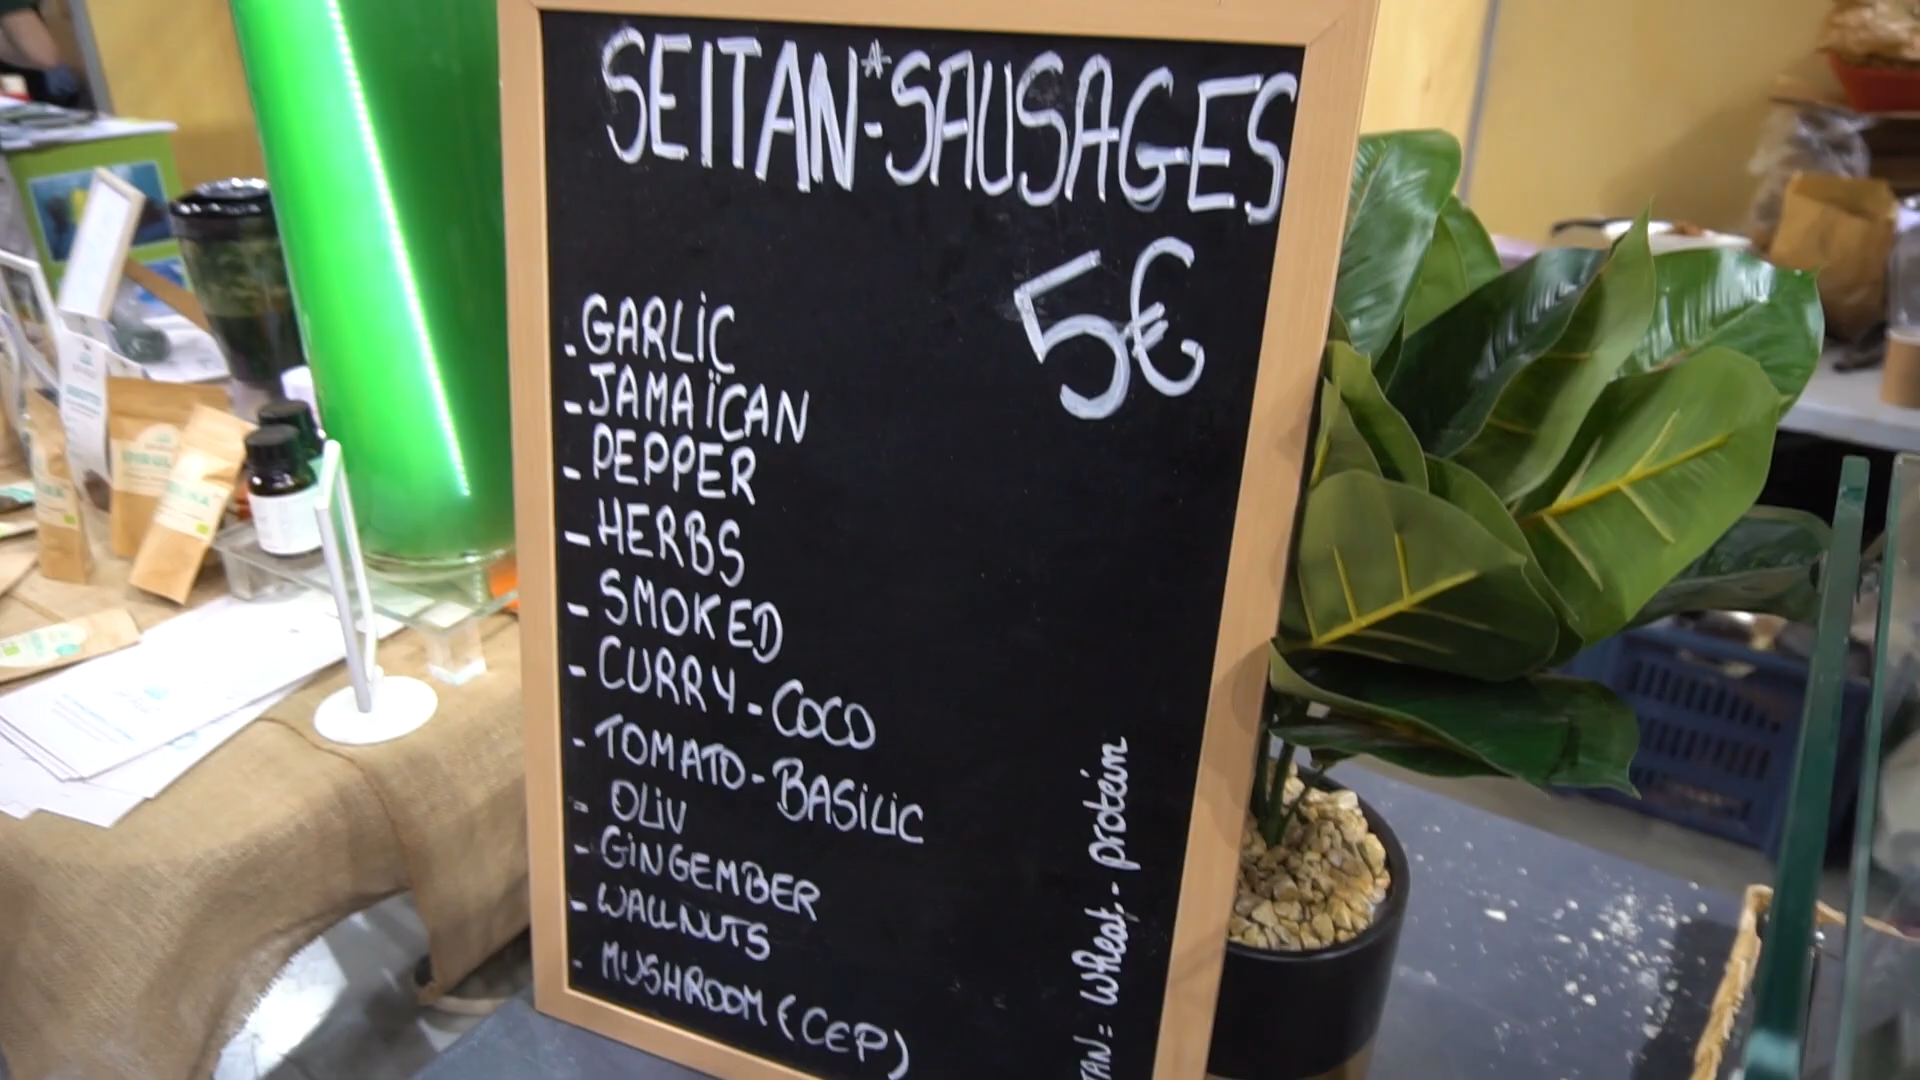 SEITAN*-SAUSAGES
5€
. GARLIC
- JAMAÏCAN
- PEPPER
- HERBS
- SMOKED
- CURRY-COCO
- TOMATO-BASILIC
- OLIV
- GINGEMBER
- WALLNUTS
- MUSHROOM (CEP)
TAN = Wheat-protéin